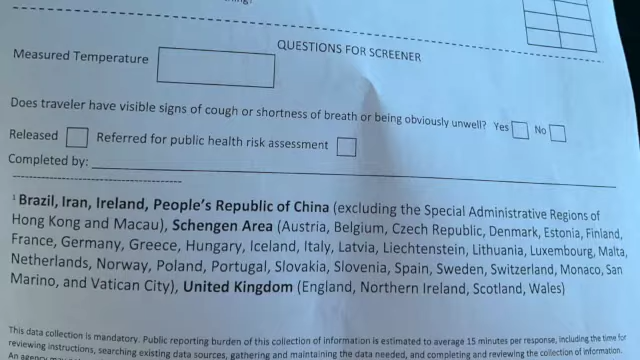 QUESTIONS FOR SCREENER
Measured Temperature
Does traveler have visible signs of cough or shortness of breath or being obviously unwell? Yes No
Released Referred for public health risk assessment
Completed by:
1 Brazil, Iran, Ireland, People's Republic of China (excluding the Special Administrative Regions of
Hong Kong and Macau), Schengen Area (Austria, Belgium, Czech Republic, Denmark, Estonia, Finland,
France, Germany, Greece, Hungary, Iceland, Italy, Latvia, Liechtenstein, Lithuania, Luxembourg, Malta,
Netherlands, Norway, Poland, Portugal, Slovakia, Slovenia, Spain, Sweden, Switzerland, Monaco, San
Marino, and Vatican City), United Kingdom (England, Northern Ireland, Scotland, Wales)
This data collection is mandatory. Public reporting burden of this collection of information is estimated to average 15 minutes per response, including the time for
reviewing instructions, searching existing data sources, gathering and maintaining the data needed, and completing and reviewing the collection of information.
An agency may